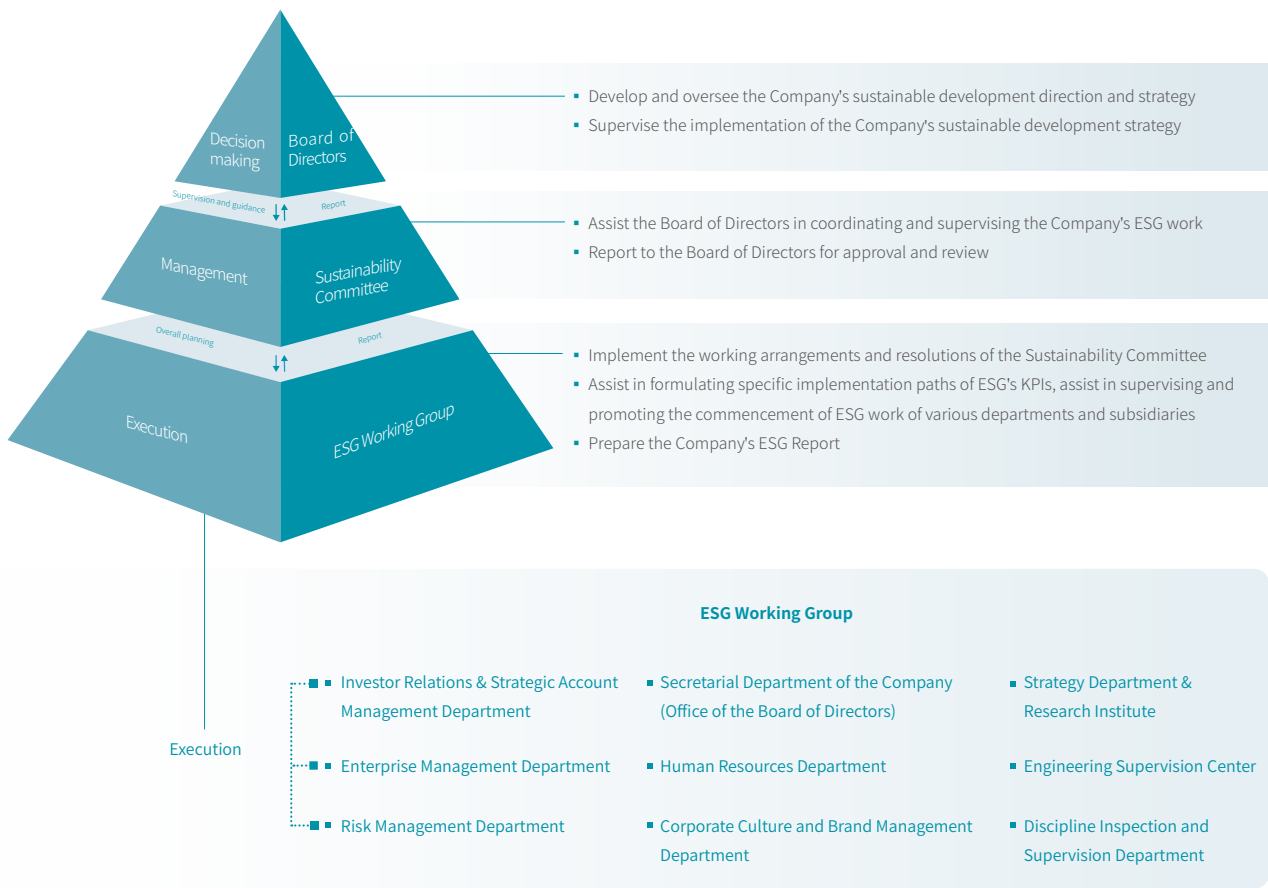 Decision
making
Board of
Directors
▪ Develop and oversee the Company's sustainable development direction and strategy
▪ Supervise the implementation of the Company's sustainable development strategy
Supervision and guidance
Report
Management
Sustainability
Committee
▪ Assist the Board of Directors in coordinating and supervising the Company's ESG work
▪ Report to the Board of Directors for approval and review
Overall planning
Report
Execution
ESG Working Group
▪ Implement the working arrangements and resolutions of the Sustainability Committee
▪ Assist in formulating specific implementation paths of ESG's KPIs, assist in supervising and
promoting the commencement of ESG work of various departments and subsidiaries
▪ Prepare the Company's ESG Report
Execution
ESG Working Group
▪ Investor Relations & Strategic Account
Management Department
▪ Secretarial Department of the Company
(Office of the Board of Directors)
▪ Strategy Department &
Research Institute
▪ Enterprise Management Department
▪ Human Resources Department
▪ Engineering Supervision Center
▪ Risk Management Department
▪ Corporate Culture and Brand Management
Department
▪ Discipline Inspection and
Supervision Department